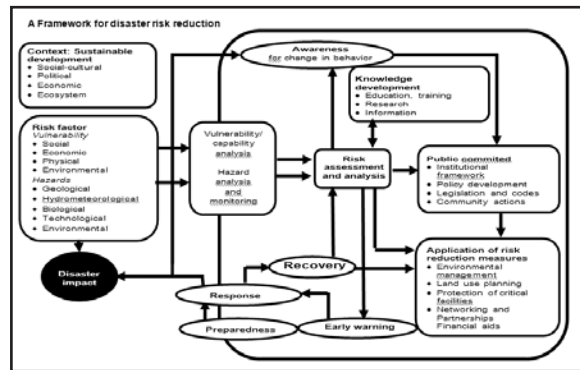 A Framework for disaster risk reduction
Context: Sustainable
development
• Social-cultural
• Political
• Economic
• Ecosystem
Risk factor
Vulnerability
• Social
• Economic
• Physical
• Environmental
Hazards
• Geological
• Hydrometeorological
• Biological
• Technological
• Environmental
Disaster
impact
Vulnerability/
capability
analysis
Hazard
analysis
and
monitoring
Awareness
for change in behavior
Knowledge
development
• Education, training
• Research
• Information
Risk
assessment
and analysis
Public commited
• Institutional
framework
• Policy development
• Legislation and codes
• Community actions
Application of risk
reduction measures
• Environmental
management
• Land use planning
• Protection of critical
facilities
• Networking and
Partnerships
Financial aids
Recovery
Response
Preparedness
Early warning